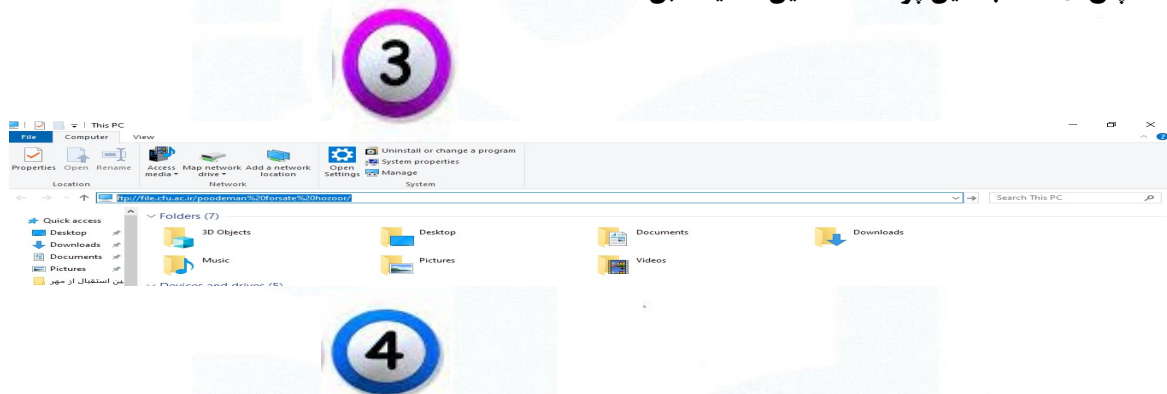 3
This PC
File Computer View
Properties Open Rename Access media Map network drive Add a network location Open Settings Uninstall or change a program
System properties
Manage
Location Network System
ftp://file.cfu.ac.ir/poodeman%20forsate%20hozoor/ Search This PC
Quick access
Desktop
Downloads
Documents
Pictures
استقبال از مهر
Folders (7)
3D Objects Desktop Documents Downloads
Music Pictures Videos
Devices and drives (5)
4